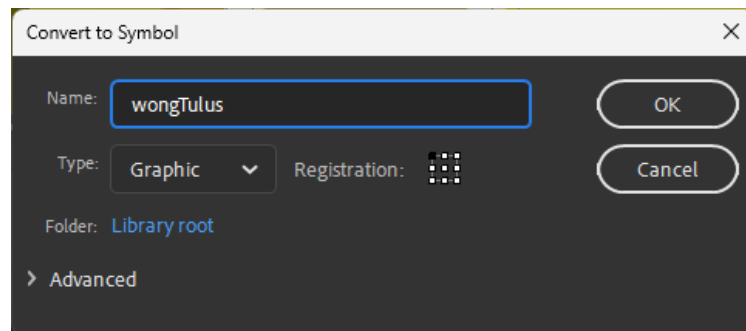 Convert to Symbol
Name: wongTulus OK
Type: Graphic Registration: Cancel
Folder: Library root
Advanced